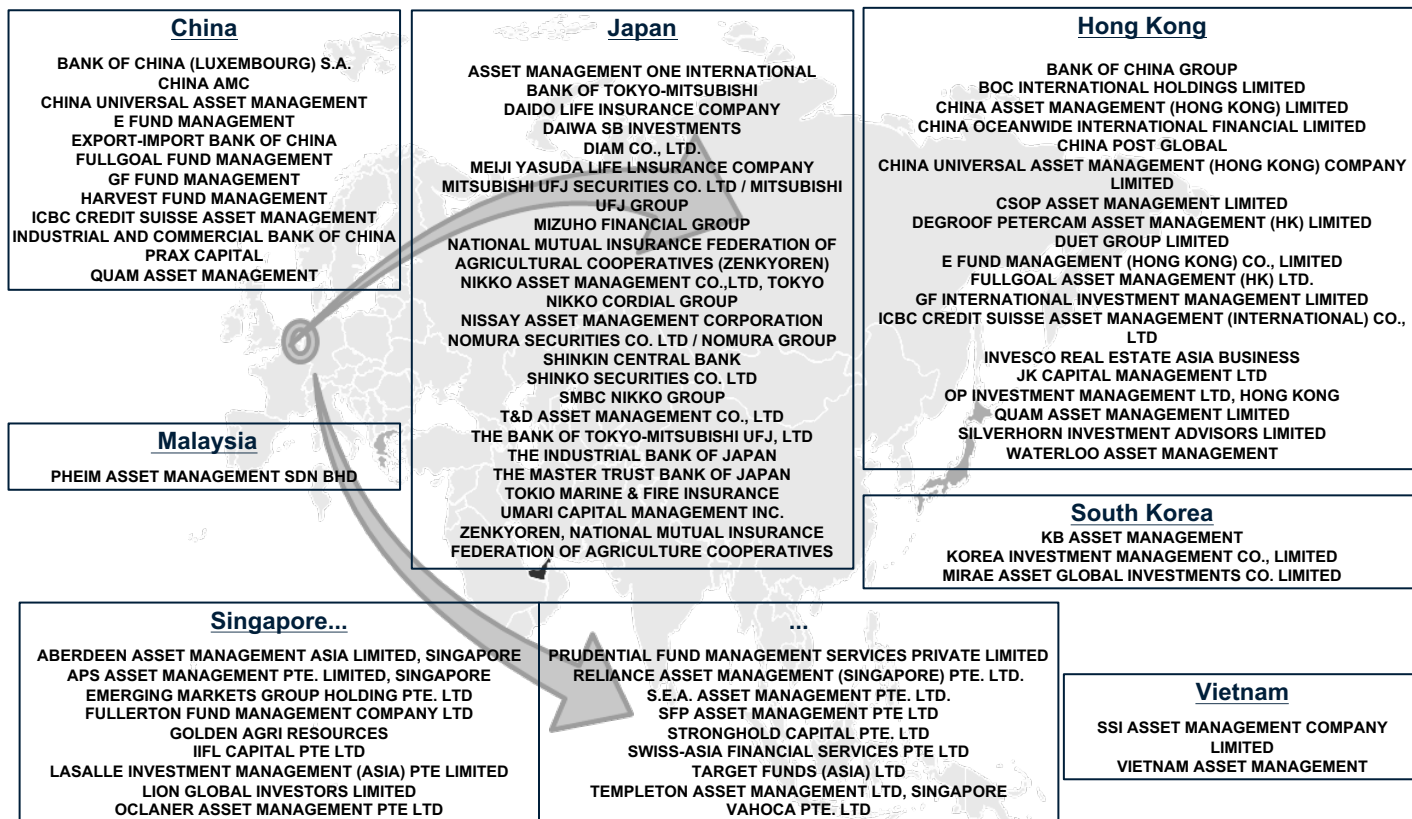 China
BANK OF CHINA (LUXEMBOURG) S.A.
CHINA AMC
CHINA UNIVERSAL ASSET MANAGEMENT
E FUND MANAGEMENT
EXPORT-IMPORT BANK OF CHINA
FULLGOAL FUND MANAGEMENT
GF FUND MANAGEMENT
HARVEST FUND MANAGEMENT
ICBC CREDIT SUISSE ASSET MANAGEMENT
INDUSTRIAL AND COMMERCIAL BANK OF CHINA
PRAX CAPITAL
QUAM ASSET MANAGEMENT
Japan
ASSET MANAGEMENT ONE INTERNATIONAL
BANK OF TOKYO-MITSUBISHI
DAIDO LIFE INSURANCE COMPANY
DAIWA SB INVESTMENTS
DIAM CO., LTD.
MEIJI YASUDA LIFE LNSURANCE COMPANY
MITSUBISHI UFJ SECURITIES CO. LTD / MITSUBISHI
UFJ GROUP
MIZUHO FINANCIAL GROUP
NATIONAL MUTUAL INSURANCE FEDERATION OF
AGRICULTURAL COOPERATIVES (ZENKYOREN)
NIKKO ASSET MANAGEMENT CO.,LTD, TOKYO
NIKKO CORDIAL GROUP
NISSAY ASSET MANAGEMENT CORPORATION
NOMURA SECURITIES CO. LTD / NOMURA GROUP
SHINKIN CENTRAL BANK
SHINKO SECURITIES CO. LTD
SMBC NIKKO GROUP
T&D ASSET MANAGEMENT CO., LTD
THE BANK OF TOKYO-MITSUBISHI UFJ, LTD
THE INDUSTRIAL BANK OF JAPAN
THE MASTER TRUST BANK OF JAPAN
TOKIO MARINE & FIRE INSURANCE
UMARI CAPITAL MANAGEMENT INC.
ZENKYOREN, NATIONAL MUTUAL INSURANCE
FEDERATION OF AGRICULTURE COOPERATIVES
Hong Kong
BANK OF CHINA GROUP
BOC INTERNATIONAL HOLDINGS LIMITED
CHINA ASSET MANAGEMENT (HONG KONG) LIMITED
CHINA OCEANWIDE INTERNATIONAL FINANCIAL LIMITED
CHINA POST GLOBAL
CHINA UNIVERSAL ASSET MANAGEMENT (HONG KONG) COMPANY
LIMITED
CSOP ASSET MANAGEMENT LIMITED
DEGROOF PETERCAM ASSET MANAGEMENT (HK) LIMITED
DUET GROUP LIMITED
E FUND MANAGEMENT (HONG KONG) CO., LIMITED
FULLGOAL ASSET MANAGEMENT (HK) LTD.
GF INTERNATIONAL INVESTMENT MANAGEMENT LIMITED
ICBC CREDIT SUISSE ASSET MANAGEMENT (INTERNATIONAL) CO.,
LTD
INVESCO REAL ESTATE ASIA BUSINESS
JK CAPITAL MANAGEMENT LTD
OP INVESTMENT MANAGEMENT LTD, HONG KONG
QUAM ASSET MANAGEMENT LIMITED
SILVERHORN INVESTMENT ADVISORS LIMITED
WATERLOO ASSET MANAGEMENT
Malaysia
PHEIM ASSET MANAGEMENT SDN BHD
South Korea
KB ASSET MANAGEMENT
KOREA INVESTMENT MANAGEMENT CO., LIMITED
MIRAE ASSET GLOBAL INVESTMENTS CO. LIMITED
Singapore...
ABERDEEN ASSET MANAGEMENT ASIA LIMITED, SINGAPORE
APS ASSET MANAGEMENT PTE. LIMITED, SINGAPORE
EMERGING MARKETS GROUP HOLDING PTE. LTD
FULLERTON FUND MANAGEMENT COMPANY LTD
GOLDEN AGRI RESOURCES
IIFL CAPITAL PTE LTD
LASALLE INVESTMENT MANAGEMENT (ASIA) PTE LIMITED
LION GLOBAL INVESTORS LIMITED
OCLANER ASSET MANAGEMENT PTE LTD
...
PRUDENTIAL FUND MANAGEMENT SERVICES PRIVATE LIMITED
RELIANCE ASSET MANAGEMENT (SINGAPORE) PTE. LTD.
S.E.A. ASSET MANAGEMENT PTE. LTD.
SFP ASSET MANAGEMENT PTE LTD
STRONGHOLD CAPITAL PTE. LTD
SWISS-ASIA FINANCIAL SERVICES PTE LTD
TARGET FUNDS (ASIA) LTD
TEMPLETON ASSET MANAGEMENT LTD, SINGAPORE
VAHOCA PTE. LTD
Vietnam
SSI ASSET MANAGEMENT COMPANY
LIMITED
VIETNAM ASSET MANAGEMENT